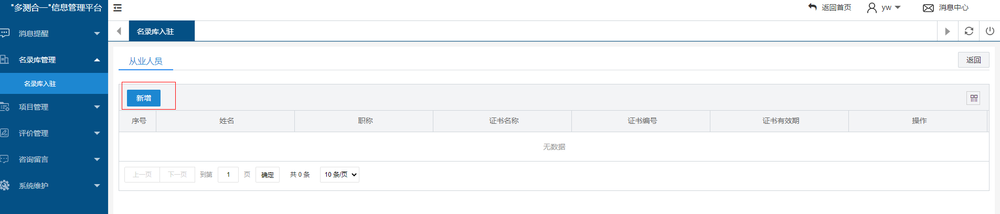 "多测合一"信息管理平台
返回首页 yw 消息中心
消息提醒
名录库入驻
名录库管理
从业人员 返回
名录库入驻
新增
项目管理
序号 姓名 职称 证书名称 证书编号 证书有效期 操作
评价管理
无数据
咨询留言
上一页 下一页 到第 1 页 确定 共 0 条 10 条/页
系统维护